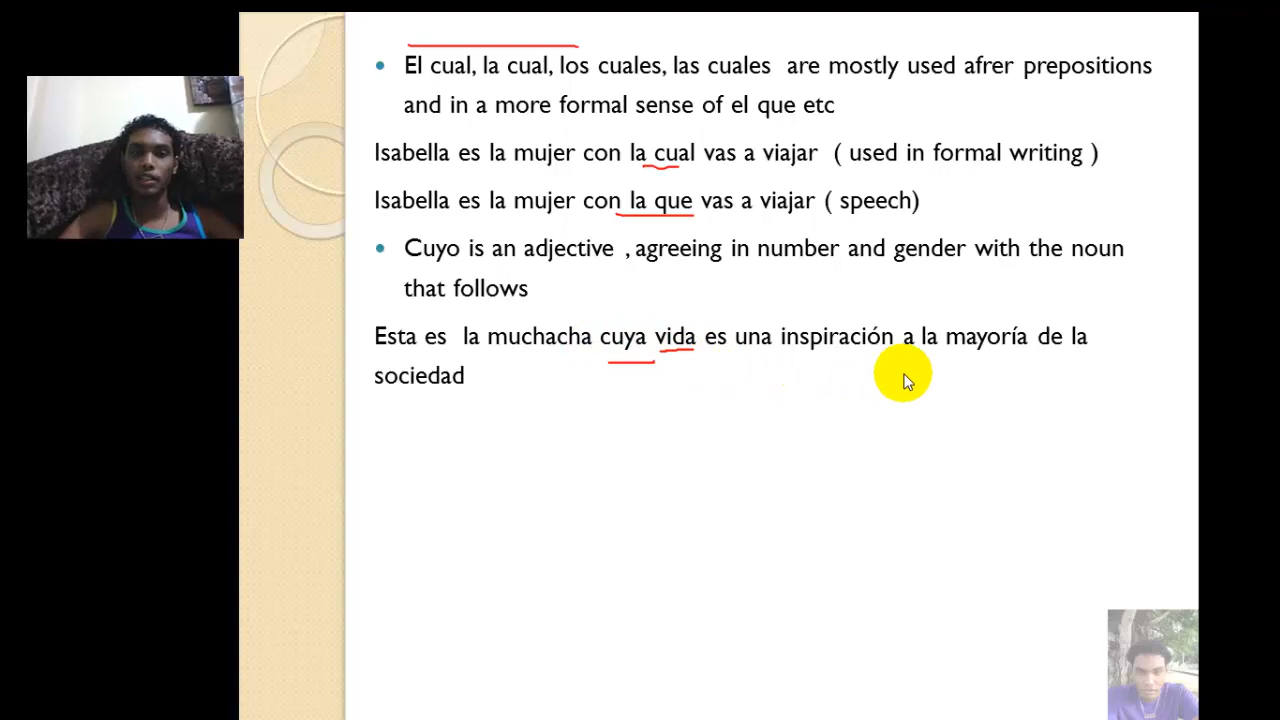 El cual, la cual, los cuales, las cuales are mostly used afrer prepositions
and in a more formal sense of el que etc
Isabella es la mujer con la cual vas a viajar ( used in formal writing )
Isabella es la mujer con la que vas a viajar ( speech)
Cuyo is an adjective , agreeing in number and gender with the noun
that follows
Esta es la muchacha cuya vida es una inspiración a la mayoría de la
sociedad